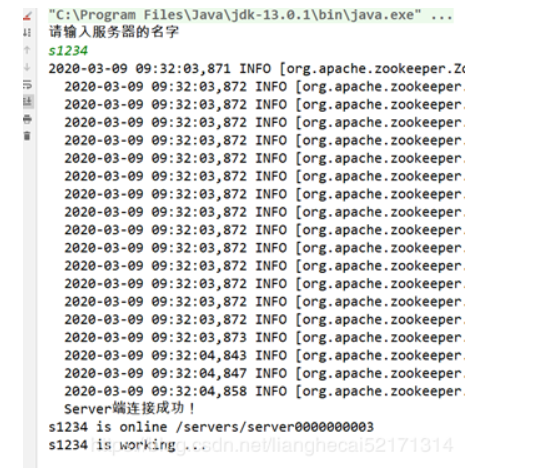 "C:\Program Files\Java\jdk-13.0.1\bin\java.exe" ...
请输入服务器的名字
s1234
2020-03-09 09:32:03,871 INFO [org.apache.zookeeper.Zo
2020-03-09 09:32:03,872 INFO [org.apache.zookeeper.
2020-03-09 09:32:03,872 INFO [org.apache.zookeeper.
2020-03-09 09:32:03,872 INFO [org.apache.zookeeper.
2020-03-09 09:32:03,872 INFO [org.apache.zookeeper.
2020-03-09 09:32:03,872 INFO [org.apache.zookeeper.
2020-03-09 09:32:03,872 INFO [org.apache.zookeeper.
2020-03-09 09:32:03,872 INFO [org.apache.zookeeper.
2020-03-09 09:32:03,872 INFO [org.apache.zookeeper.
2020-03-09 09:32:03,872 INFO [org.apache.zookeeper.
2020-03-09 09:32:03,872 INFO [org.apache.zookeeper.
2020-03-09 09:32:03,872 INFO [org.apache.zookeeper.
2020-03-09 09:32:03,872 INFO [org.apache.zookeeper.
2020-03-09 09:32:03,872 INFO [org.apache.zookeeper.
2020-03-09 09:32:03,872 INFO [org.apache.zookeeper.
2020-03-09 09:32:03,873 INFO [org.apache.zookeeper.
2020-03-09 09:32:04,843 INFO [org.apache.zookeeper.
2020-03-09 09:32:04,847 INFO [org.apache.zookeeper.
2020-03-09 09:32:04,858 INFO [org.apache.zookeeper.
Server端连接成功！
s1234 is online /servers/server0000000003
s1234 is working ...
https://blog.csdn.net/lianghecai52171314